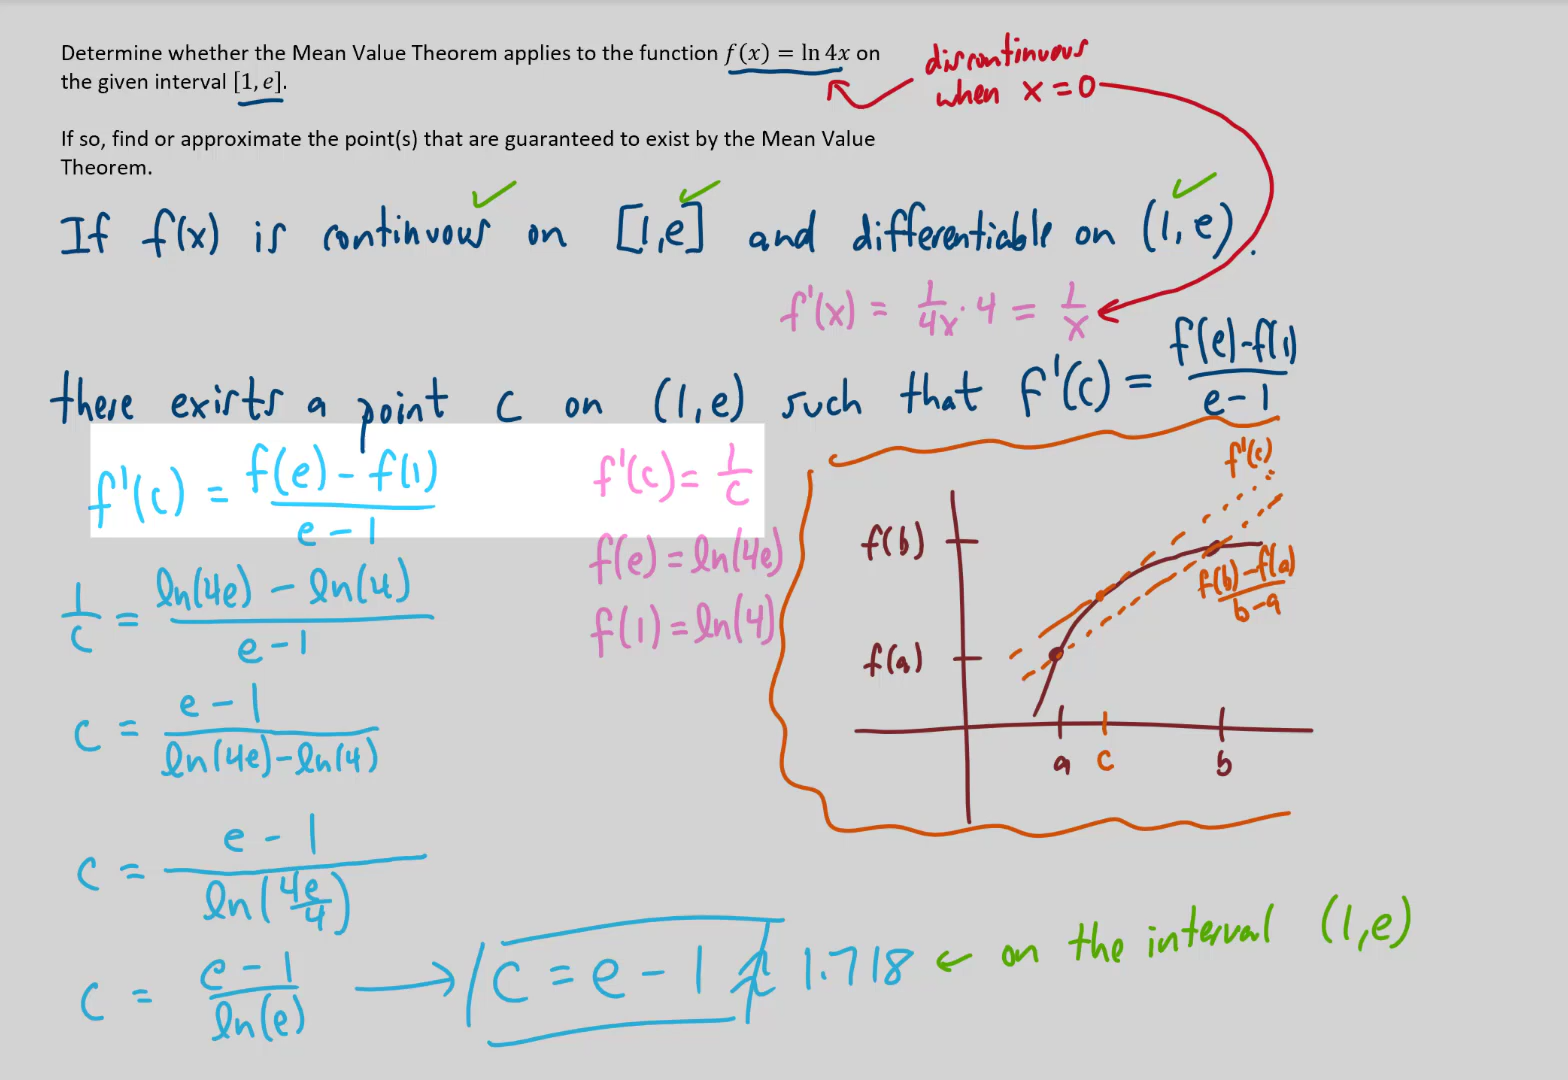 Determine whether the Mean Value Theorem applies to the function f(x) = ln 4x on
the given interval [1, e].
discontinuous
when x = 0
If so, find or approximate the point(s) that are guaranteed to exist by the Mean Value
Theorem.
✓ ✓ ✓
If f(x) is continuous on [1,e] and differentiable on (1,e).
f'(x) = 1/4x · 4 = 1/x
there exists a point c on (1,e) such that f'(c) = f(e)-f(1)/e-1
f'(c) = f(e) - f(1)/e - 1
f'(c) = 1/c
f(e) = ln(4e)
f(1) = ln(4)
1/c = ln(4e) - ln(4)/e - 1
c = e - 1/ln(4e) - ln(4)
c = e - 1/ln(4e/4)
c = e - 1/ln(e) → c = e - 1 ≈ 1.718 ← on the interval (1,e)
f'(c)
f(b)
f(b)-f(a)/b-a
f(a)
a c b